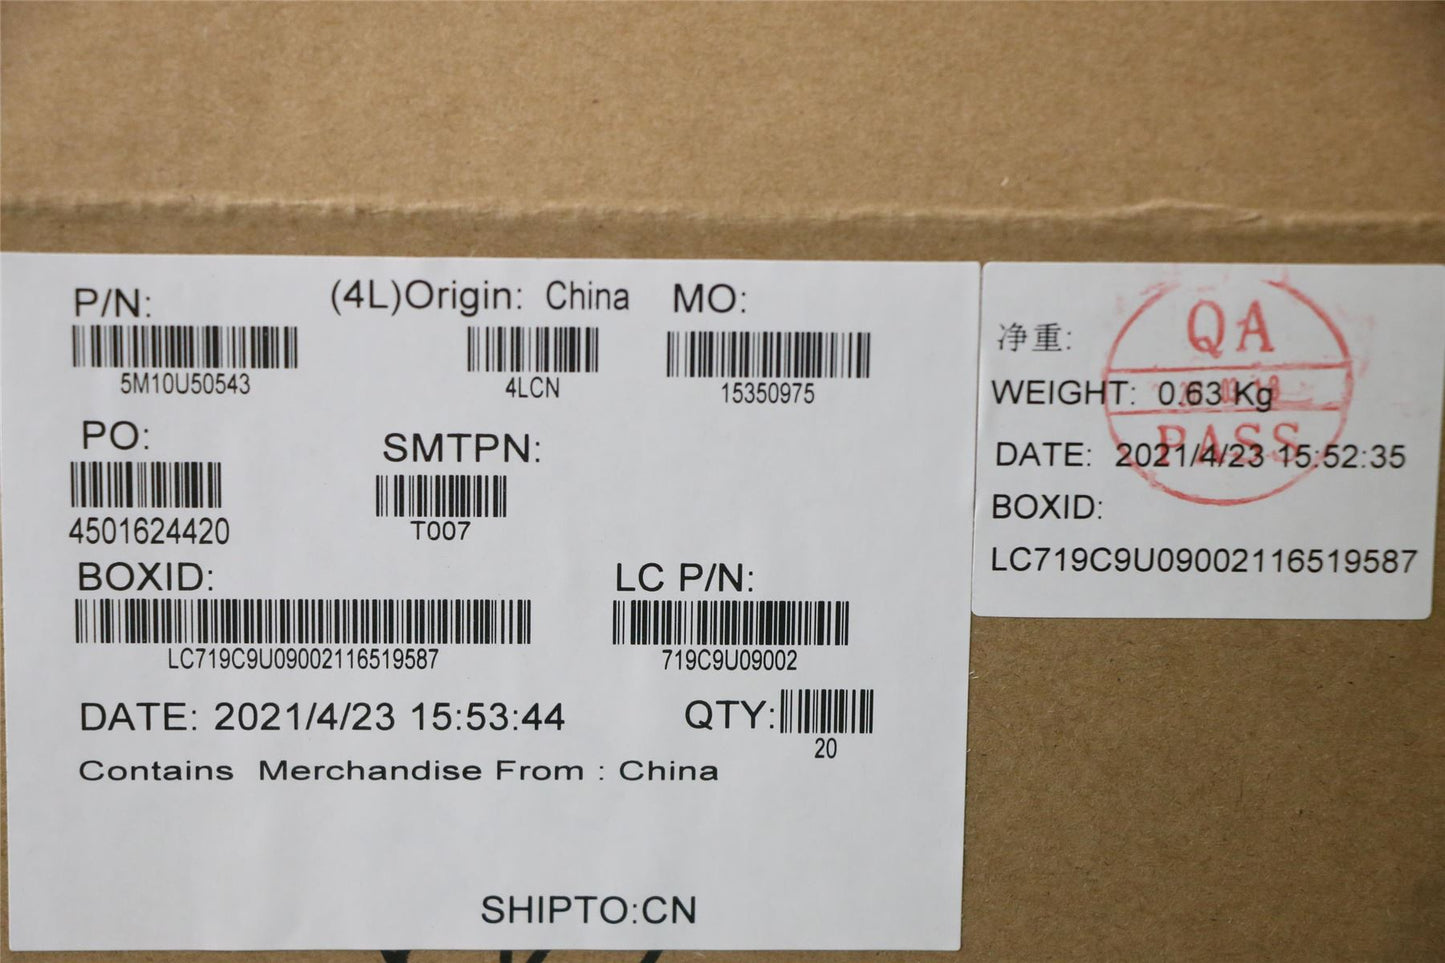 P/N:
5M10U50543
(4L)Origin: China
4LCN
MO:
15350975
PO:
4501624420
SMTPN:
T007
BOXID:
LC719C9U09002116519587
LC P/N:
719C9U09002
DATE: 2021/4/23 15:53:44
QTY:
20
Contains Merchandise From : China
SHIPTO:CN
净重:
WEIGHT: 0.63 Kg
DATE: 2021/4/23 15:52:35
BOXID:
LC719C9U09002116519587
QA
PASS